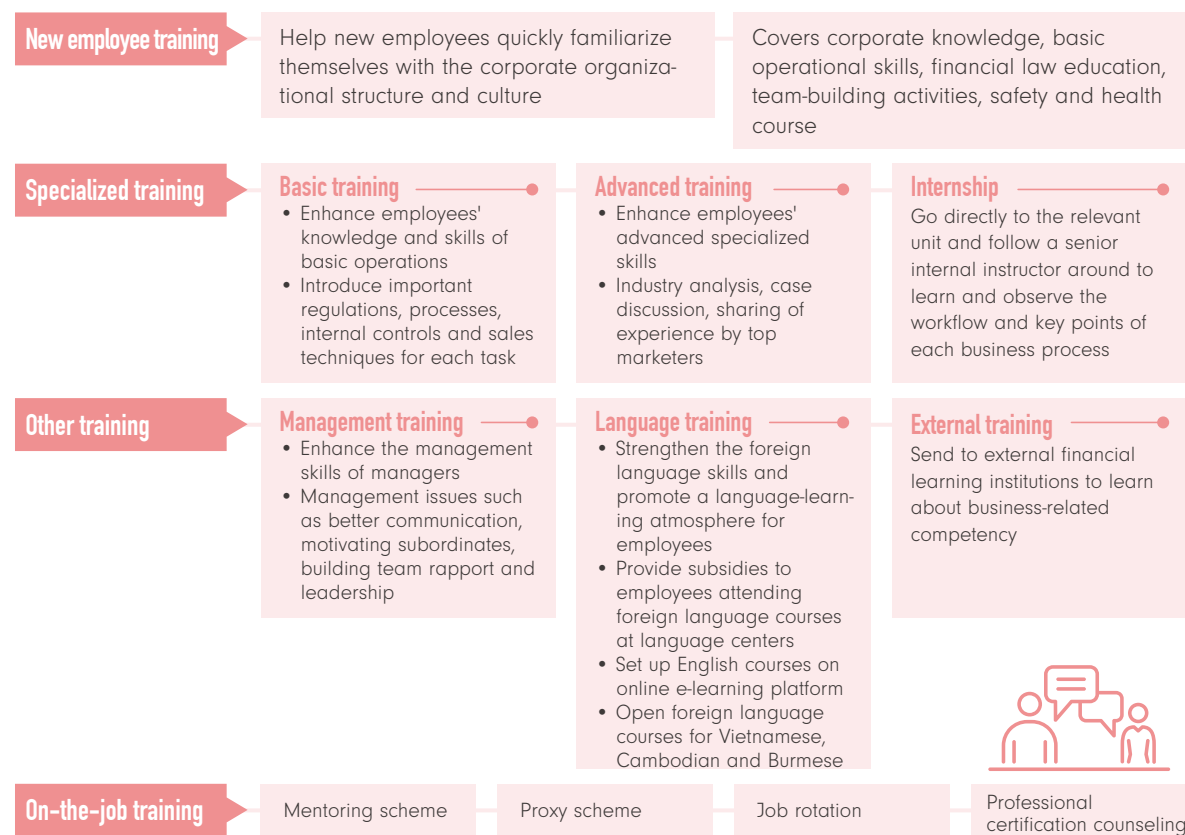 New employee training
Help new employees quickly familiarize
themselves with the corporate organiza-
tional structure and culture
Covers corporate knowledge, basic
operational skills, financial law education,
team-building activities, safety and health
course
Specialized training
Basic training
• Enhance employees'
knowledge and skills of
basic operations
• Introduce important
regulations, processes,
internal controls and sales
techniques for each task
Advanced training
• Enhance employees'
advanced specialized
skills
• Industry analysis, case
discussion, sharing of
experience by top
marketers
Internship
Go directly to the relevant
unit and follow a senior
internal instructor around to
learn and observe the
workflow and key points of
each business process
Other training
Management training
• Enhance the management
skills of managers
• Management issues such
as better communication,
motivating subordinates,
building team rapport and
leadership
Language training
• Strengthen the foreign
language skills and
promote a language-learn-
ing atmosphere for
employees
• Provide subsidies to
employees attending
foreign language courses
at language centers
• Set up English courses on
online e-learning platform
• Open foreign language
courses for Vietnamese,
Cambodian and Burmese
External training
Send to external financial
learning institutions to learn
about business-related
competency
On-the-job training
Mentoring scheme
Proxy scheme
Job rotation
Professional
certification counseling